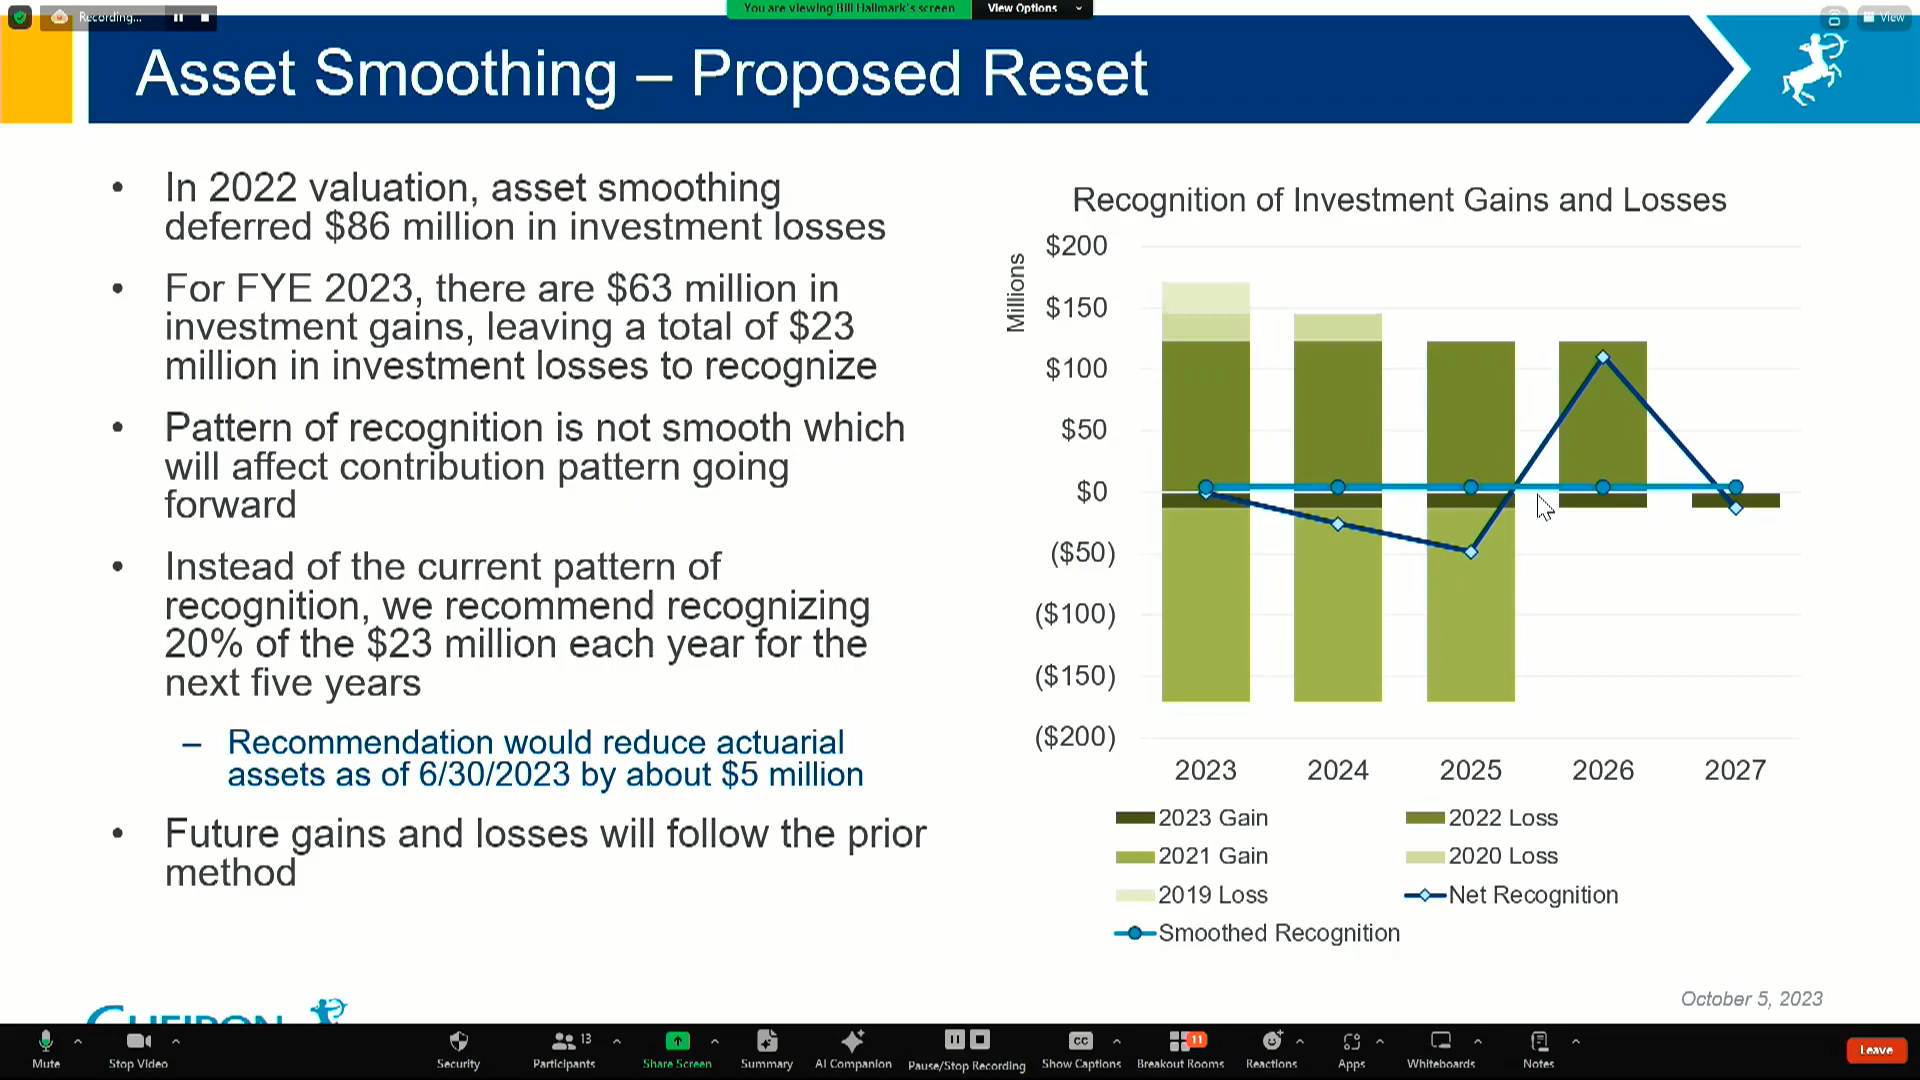 Recording...
You are viewing Bill Hallmark's screen
View Options
View
Asset Smoothing – Proposed Reset
• In 2022 valuation, asset smoothing
deferred $86 million in investment losses
• For FYE 2023, there are $63 million in
investment gains, leaving a total of $23
million in investment losses to recognize
• Pattern of recognition is not smooth which
will affect contribution pattern going
forward
• Instead of the current pattern of
recognition, we recommend recognizing
20% of the $23 million each year for the
next five years
– Recommendation would reduce actuarial
assets as of 6/30/2023 by about $5 million
• Future gains and losses will follow the prior
method
Recognition of Investment Gains and Losses
Millions
$200
$150
$100
$50
$0
($50)
($100)
($150)
($200)
2023 2024 2025 2026 2027
2023 Gain 2022 Loss
2021 Gain 2020 Loss
2019 Loss Net Recognition
Smoothed Recognition
October 5, 2023
CHEIRON
13
CC
11
Mute Stop Video Security Participants Share Screen Summary AI Companion Pause/Stop Recording Show Captions Breakout Rooms Reactions Apps Whiteboards Notes Leave